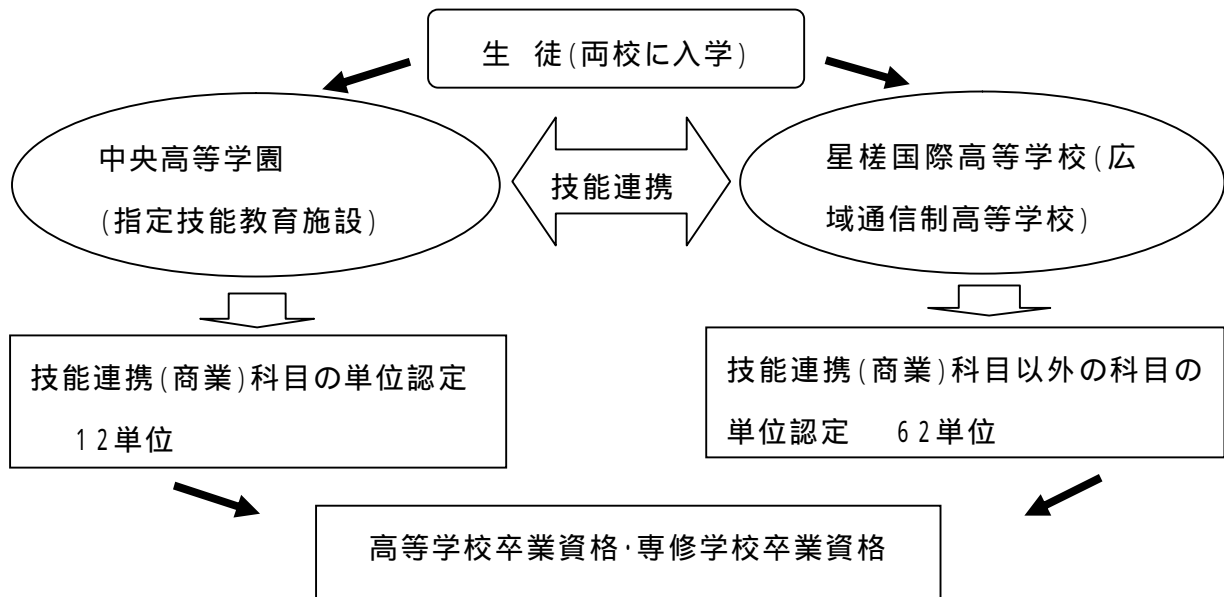 生 徒(両校に入学)
中央高等学園
(指定技能教育施設)
技能連携
星槎国際高等学校(広
域通信制高等学校)
技能連携(商業)科目の単位認定
12単位
技能連携(商業)科目以外の科目の
単位認定 62単位
高等学校卒業資格・専修学校卒業資格